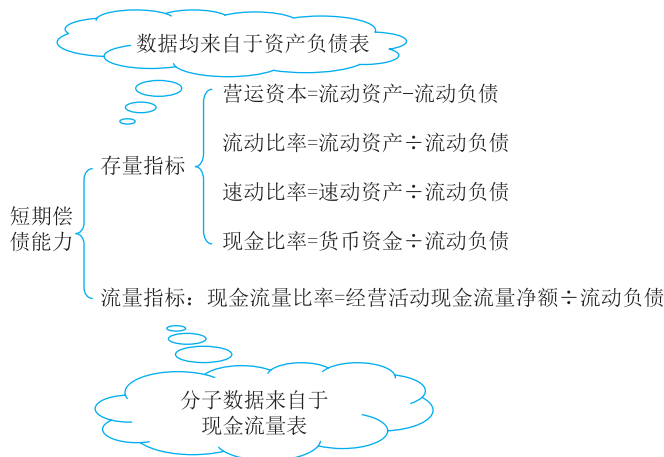 数据均来自于资产负债表
营运资本=流动资产-流动负债
流动比率=流动资产÷流动负债
存量指标
速动比率=速动资产÷流动负债
短期偿
债能力
现金比率=货币资金÷流动负债
流量指标：现金流量比率=经营活动现金流量净额÷流动负债
分子数据来自于
现金流量表